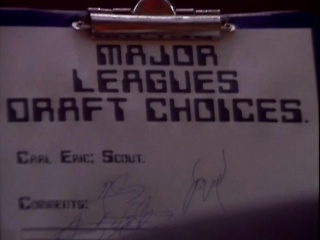 MAJOR
LEAGUES
DRAFT CHOICES.
CARL ERIC; SCOUT.
COMMENTS: